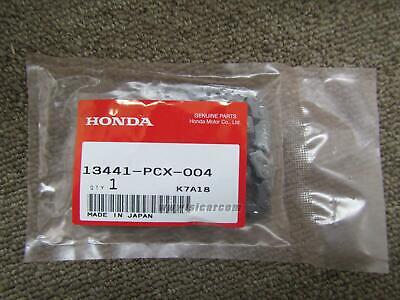 HONDA
GENUINE PARTS
Honda Motor Co., Ltd.
13441-PCX-004
QTY 1 K7A18
MADE IN JAPAN